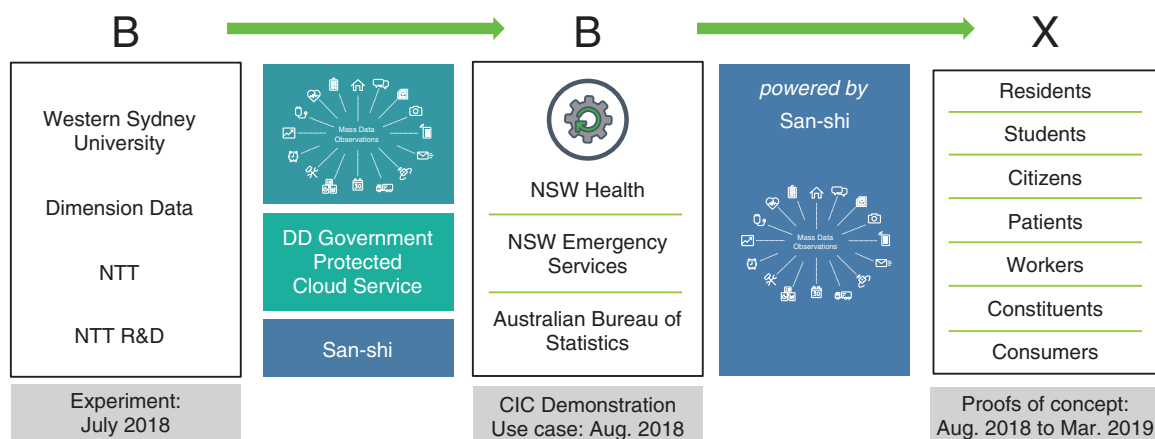 B
B
X
Western Sydney
University
Dimension Data
NTT
NTT R&D
Experiment:
July 2018
Mass Data
Observations
30
DD Government
Protected
Cloud Service
San-shi
NSW Health
NSW Emergency
Services
Australian Bureau of
Statistics
CIC Demonstration
Use case: Aug. 2018
powered by
San-shi
Mass Data
Observations
30
Residents
Students
Citizens
Patients
Workers
Constituents
Consumers
Proofs of concept:
Aug. 2018 to Mar. 2019